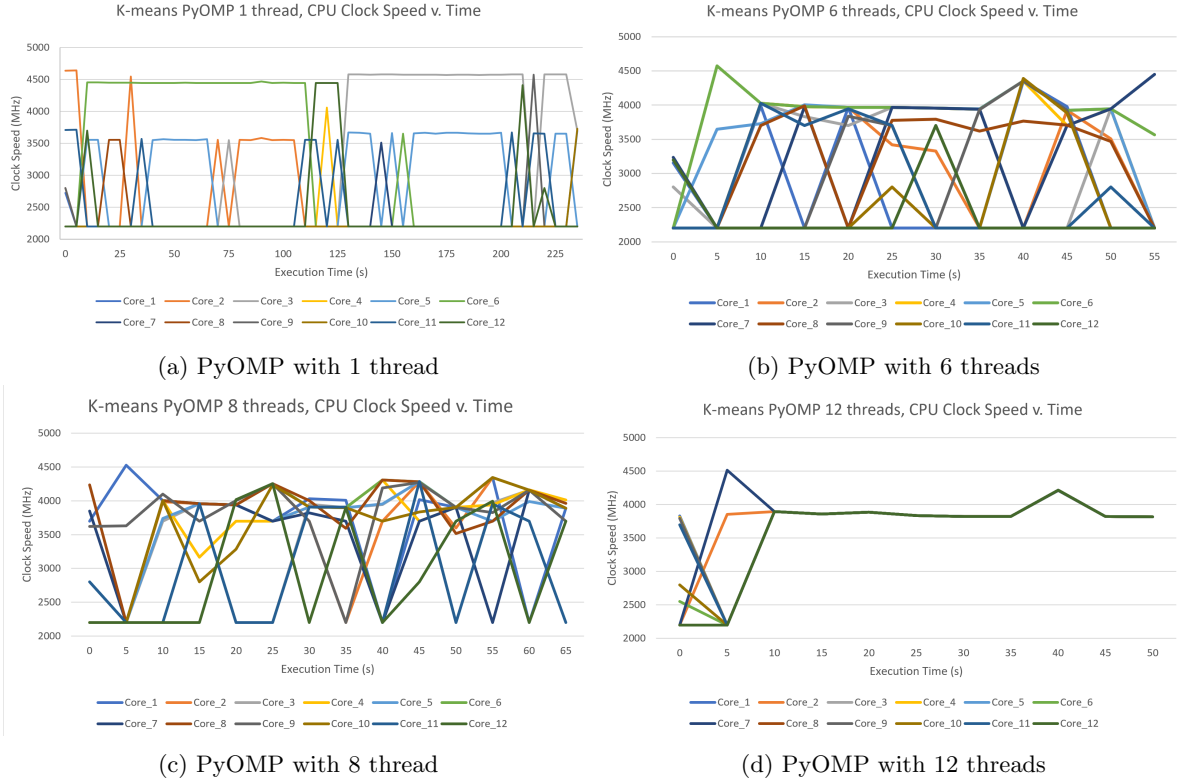 K-means PyOMP 1 thread, CPU Clock Speed v. Time
5000
4500
4000
3500
3000
2500
2000
Clock Speed (MHz)
0 25 50 75 100 125 150 175 200 225
Execution Time (s)
Core_1 Core_2 Core_3 Core_4 Core_5 Core_6
Core_7 Core_8 Core_9 Core_10 Core_11 Core_12
(a) PyOMP with 1 thread
K-means PyOMP 6 threads, CPU Clock Speed v. Time
5000
4500
4000
3500
3000
2500
2000
Clock Speed (MHz)
0 5 10 15 20 25 30 35 40 45 50 55
Execution Time (s)
Core_1 Core_2 Core_3 Core_4 Core_5 Core_6
Core_7 Core_8 Core_9 Core_10 Core_11 Core_12
(b) PyOMP with 6 threads
K-means PyOMP 8 threads, CPU Clock Speed v. Time
5000
4500
4000
3500
3000
2500
2000
Clock Speed (MHz)
0 5 10 15 20 25 30 35 40 45 50 55 60 65
Execution Time (s)
Core_1 Core_2 Core_3 Core_4 Core_5 Core_6
Core_7 Core_8 Core_9 Core_10 Core_11 Core_12
(c) PyOMP with 8 thread
K-means PyOMP 12 threads, CPU Clock Speed v. Time
5000
4500
4000
3500
3000
2500
2000
Clock Speed (MHz)
0 5 10 15 20 25 30 35 40 45 50
Execution Time (s)
Core_1 Core_2 Core_3 Core_4 Core_5 Core_6
Core_7 Core_8 Core_9 Core_10 Core_11 Core_12
(d) PyOMP with 12 threads